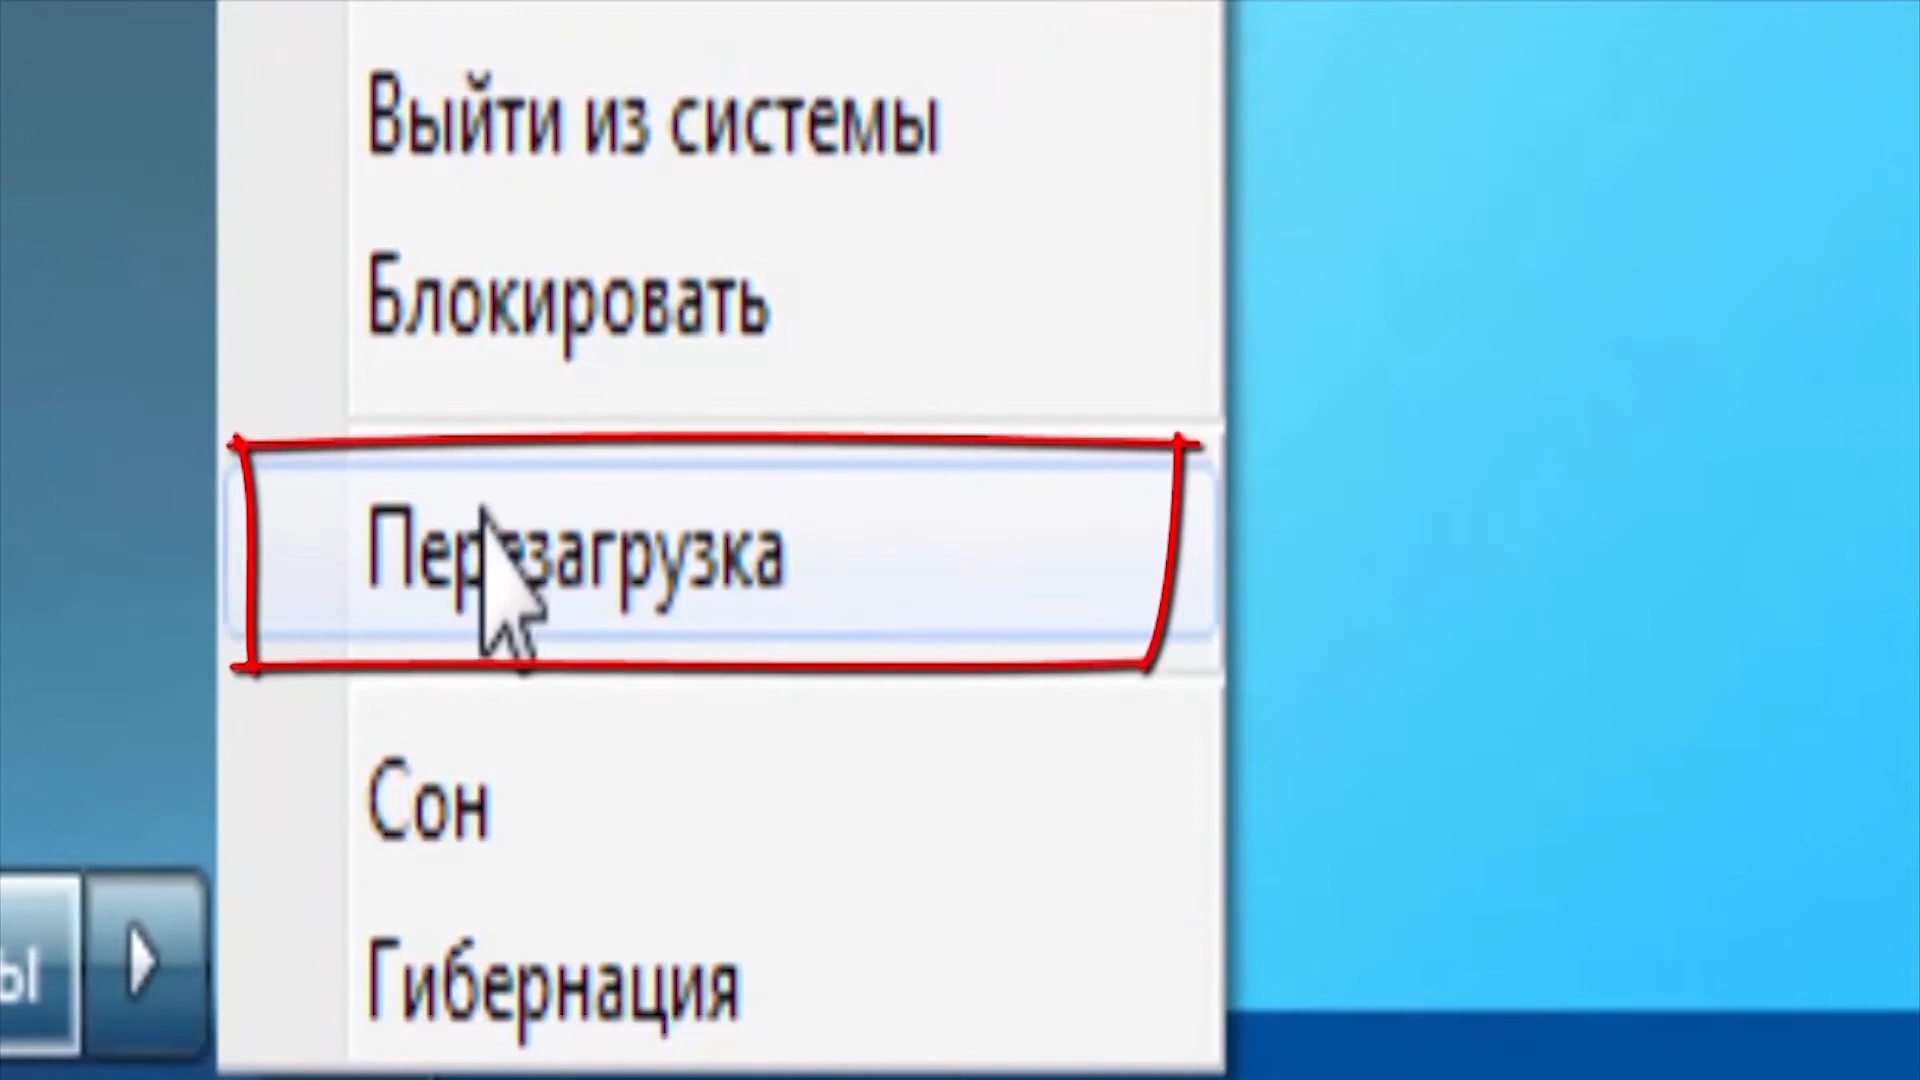 Выйти из системы
Блокировать
Перезагрузка
Сон
Гибернация
ы